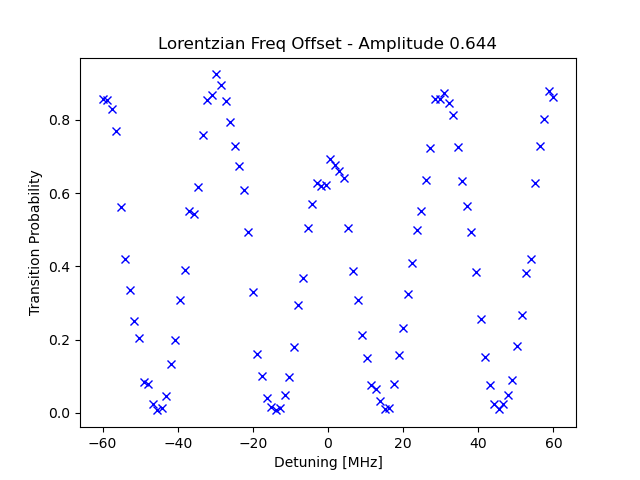 Lorentzian Freq Offset - Amplitude 0.644
Transition Probability
0.8
0.6
0.4
0.2
0.0
−60 −40 −20 0 20 40 60
Detuning [MHz]